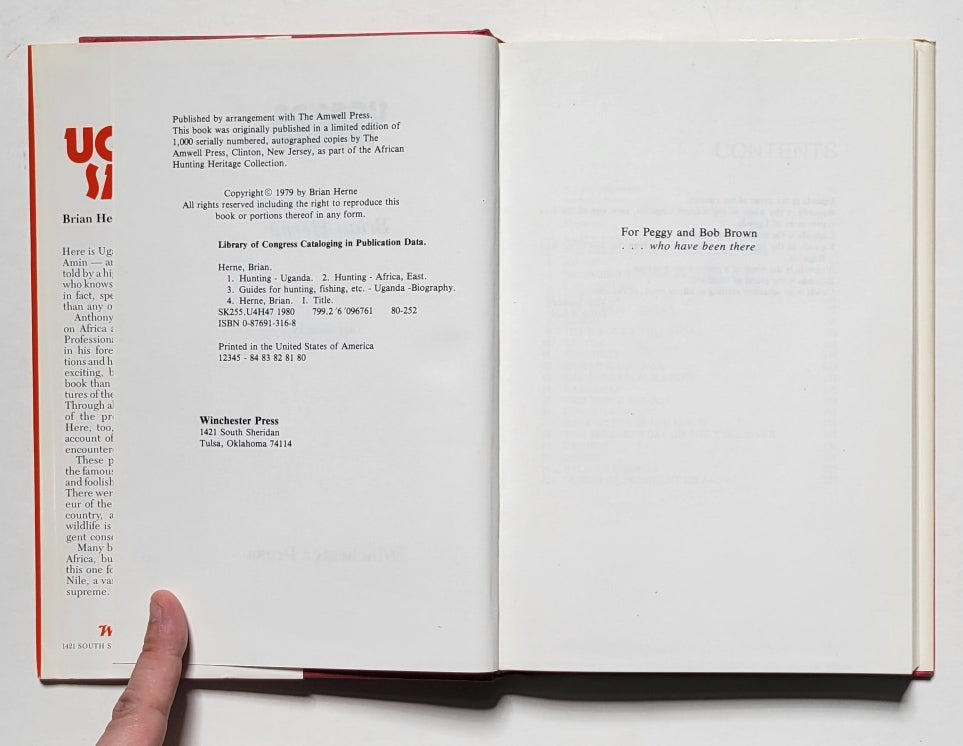 UG
SA
Brian He
Here is Ug
Amin — a
told by a hi
who knows
in fact, spe
than any o
Anthony
on Africa a
Professiona
in his fore
tions and h
exciting, b
book than
tures of the
Through al
of the pr
Here, too,
account of
encounter
These p
the famous
and foolish
There wer
eur of the
country, a
wildlife is
gent conse
Many b
Africa, bu
this one fo
Nile, a va
supreme.
W
1421 SOUTH S
Published by arrangement with The Amwell Press.
This book was originally published in a limited edition of
1,000 serially numbered, autographed copies by The
Amwell Press, Clinton, New Jersey, as part of the African
Hunting Heritage Collection.
Copyright © 1979 by Brian Herne
All rights reserved including the right to reproduce this
book or portions thereof in any form.
Library of Congress Cataloging in Publication Data.
Herne, Brian.
1. Hunting - Uganda. 2. Hunting - Africa, East.
3. Guides for hunting, fishing, etc. - Uganda -Biography.
4. Herne, Brian. I. Title.
SK255.U4H47 1980 799.2'6'096761 80-252
ISBN 0-87691-316-8
Printed in the United States of America
12345 - 84 83 82 81 80
Winchester Press
1421 South Sheridan
Tulsa, Oklahoma 74114
For Peggy and Bob Brown
. . . who have been there